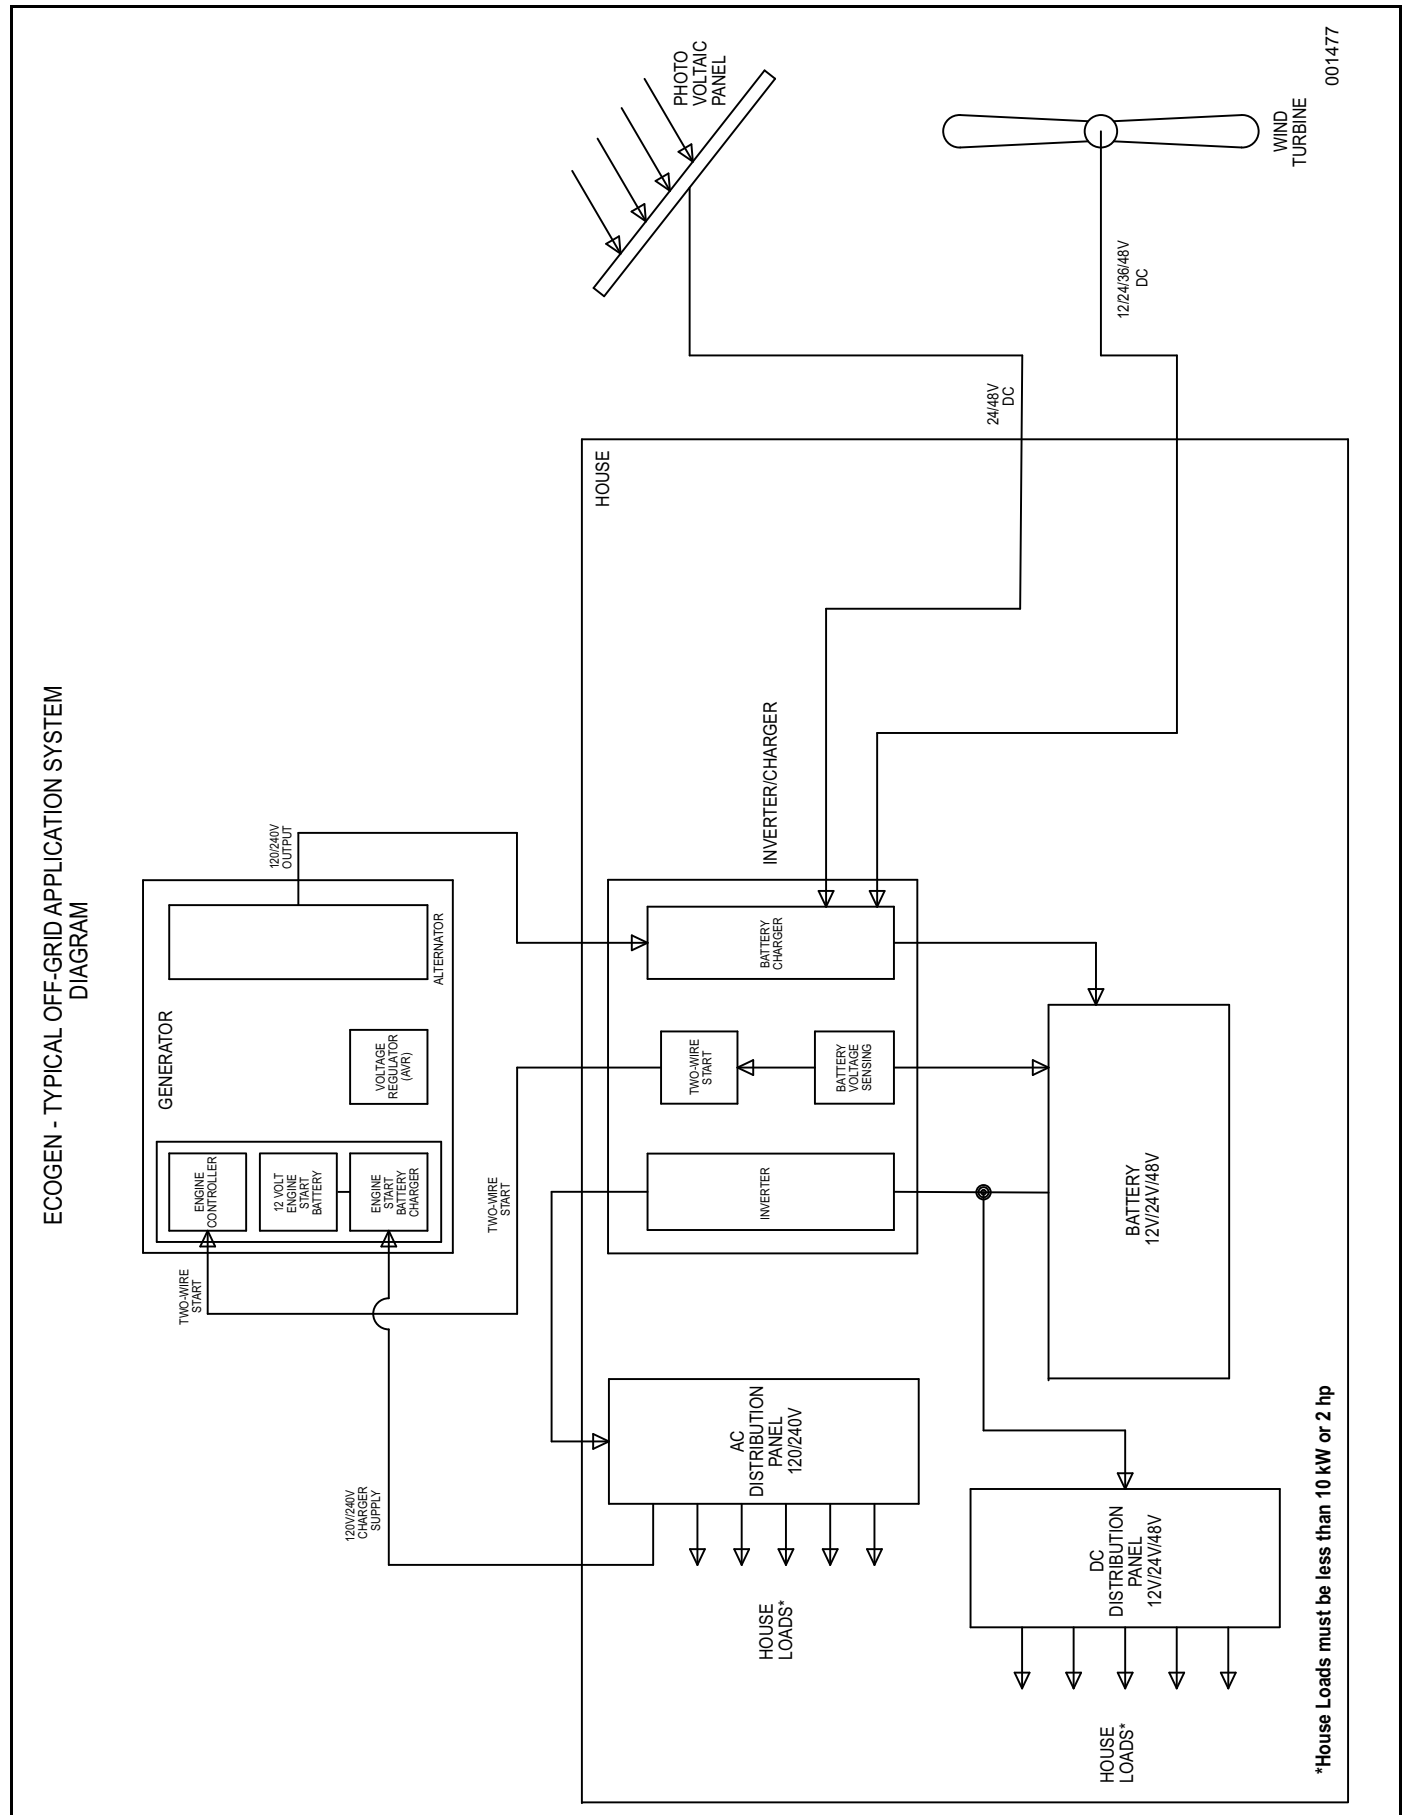 ECOGEN - TYPICAL OFF-GRID APPLICATION SYSTEM
DIAGRAM
GENERATOR
ENGINE
CONTROLLER
12 VOLT
ENGINE
START
BATTERY
ENGINE
START
BATTERY
CHARGER
VOLTAGE
REGULATOR
(AVR)
ALTERNATOR
120/240V
OUTPUT
TWO-WIRE
START
TWO-WIRE
START
120V/240V
CHARGER
SUPPLY
PHOTO
VOLTAIC
PANEL
HOUSE
INVERTER/CHARGER
INVERTER
TWO-WIRE
START
BATTERY
VOLTAGE
SENSING
BATTERY
CHARGER
24/48V
DC
12/24/36/48V
DC
WIND
TURBINE
AC
DISTRIBUTION
PANEL
120/240V
HOUSE
LOADS*
BATTERY
12V/24V/48V
DC
DISTRIBUTION
PANEL
12V/24V/48V
HOUSE
LOADS*
*House Loads must be less than 10 kW or 2 hp
001477